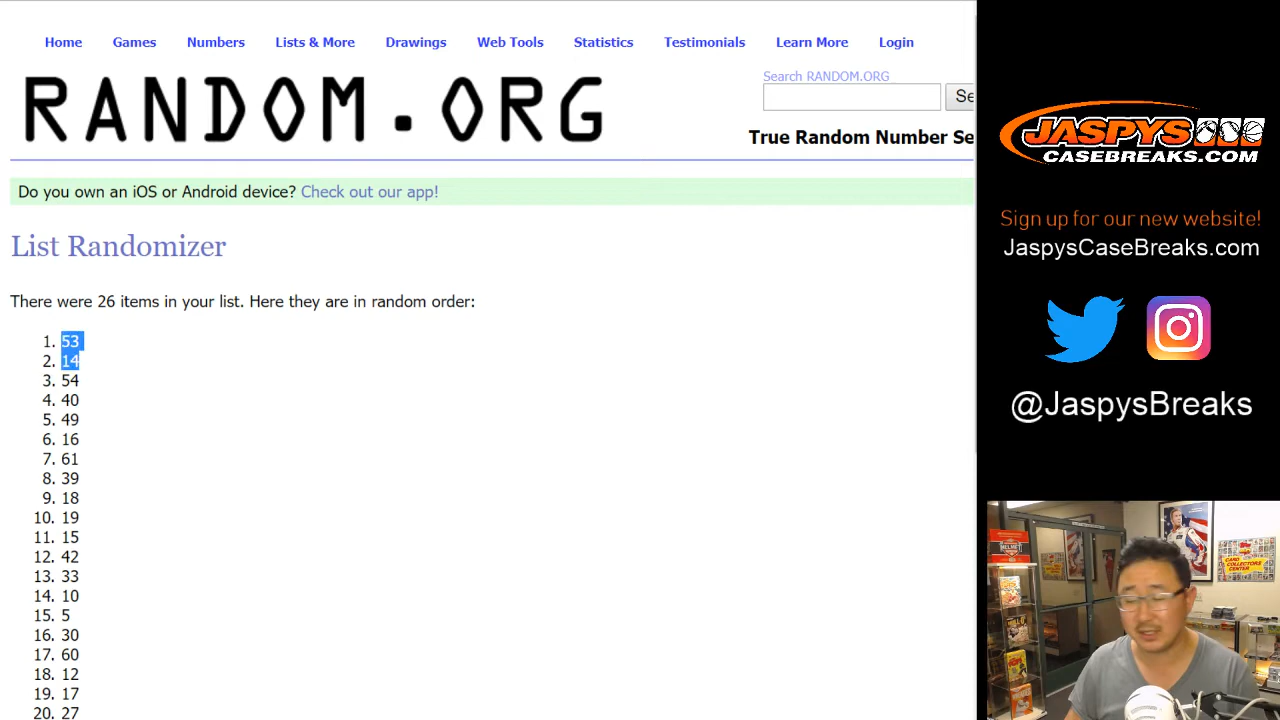 Home Games Numbers Lists & More Drawings Web Tools Statistics Testimonials Learn More Login
RANDOM.ORG
Search RANDOM.ORG
Se
True Random Number Se
Do you own an iOS or Android device? Check out our app!
List Randomizer
There were 26 items in your list. Here they are in random order:
1. 53
2. 14
3. 54
4. 40
5. 49
6. 16
7. 61
8. 39
9. 18
10. 19
11. 15
12. 42
13. 33
14. 10
15. 5
16. 30
17. 60
18. 12
19. 17
20. 27
JASPYS
CASEBREAKS.COM
Sign up for our new website!
JaspysCaseBreaks.com
@JaspysBreaks
HELMET
CARD
COLLECTORS
CENTER